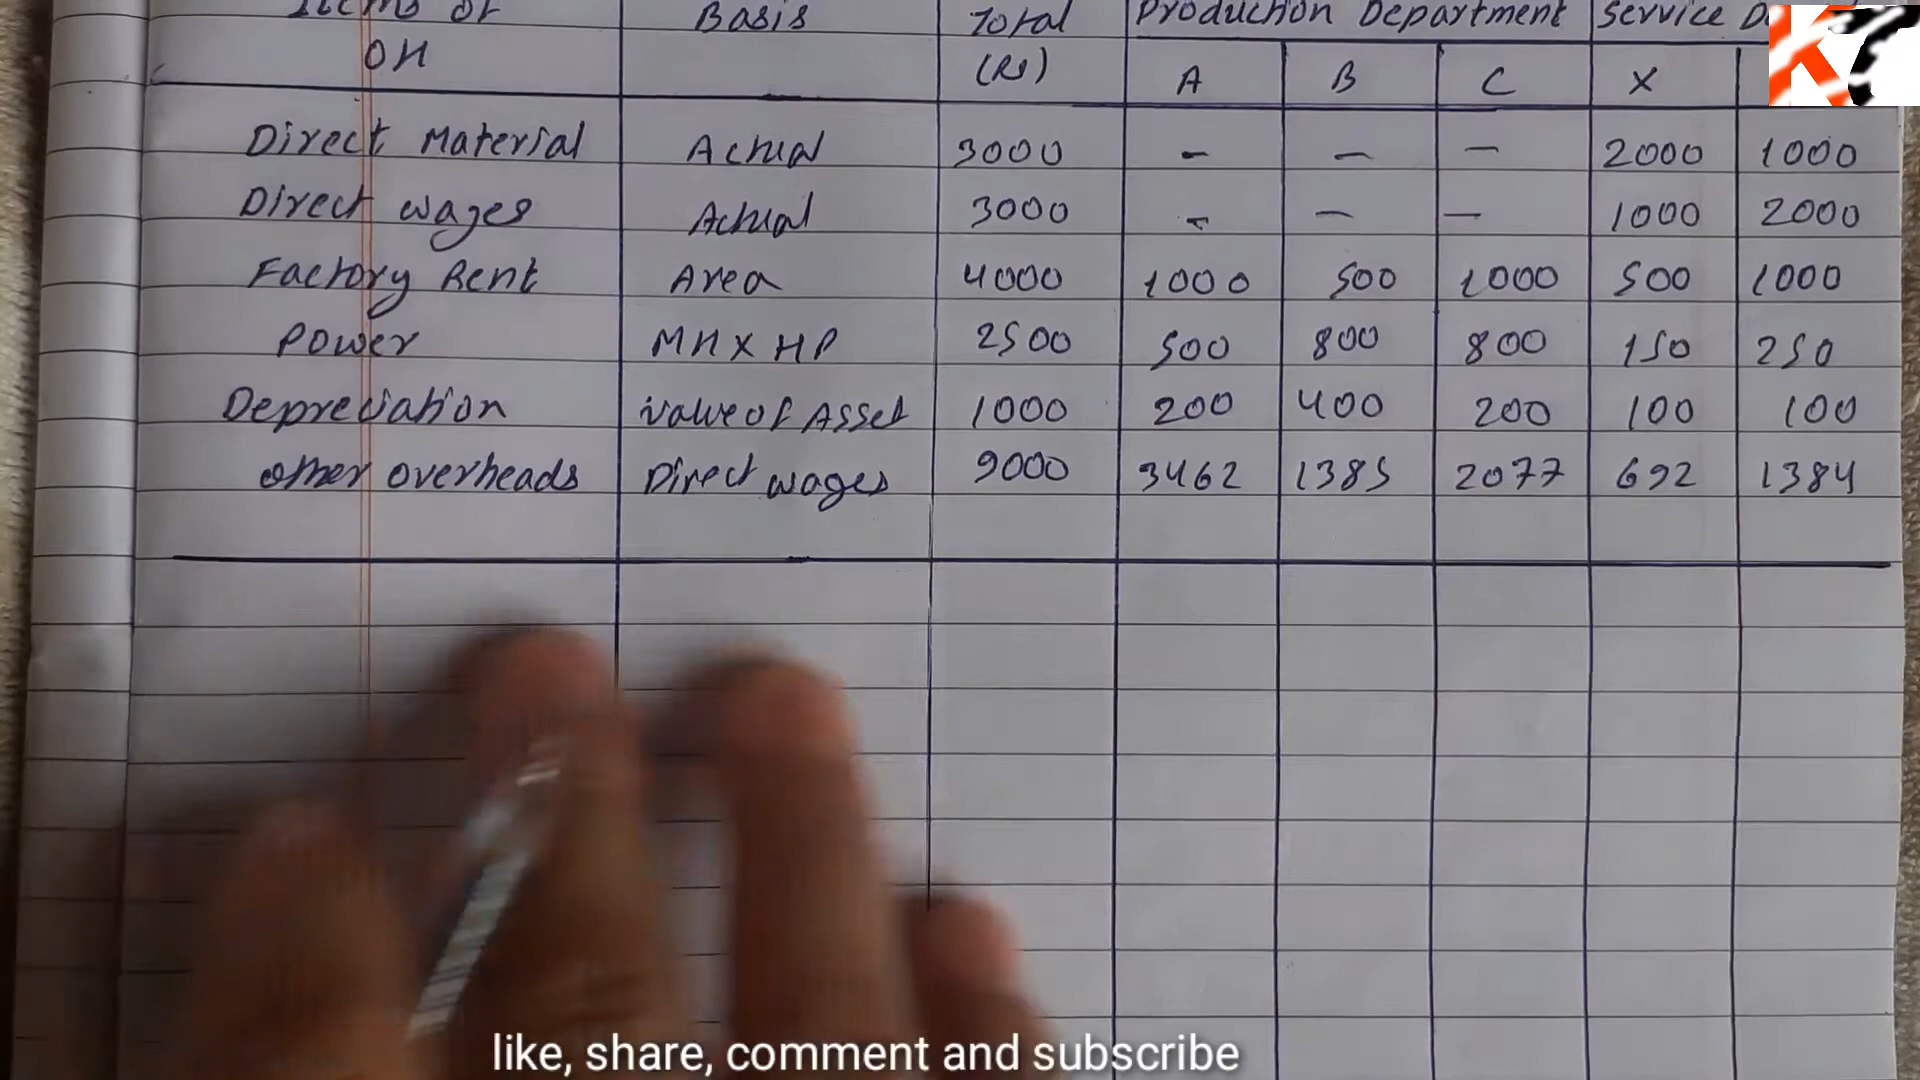 Items of Basis Total Production Department Service
OH (Rs) A B C X
Direct Material Actual 3000 - - - 2000 1000
Direct wages Actual 3000 - - - 1000 2000
Factory Rent Area 4000 1000 500 1000 500 1000
Power MH X HP 2500 500 800 800 150 250
Depreciation value of Asset 1000 200 400 200 100 100
other overheads Direct wages 9000 3462 1385 2077 692 1384
like, share, comment and subscribe